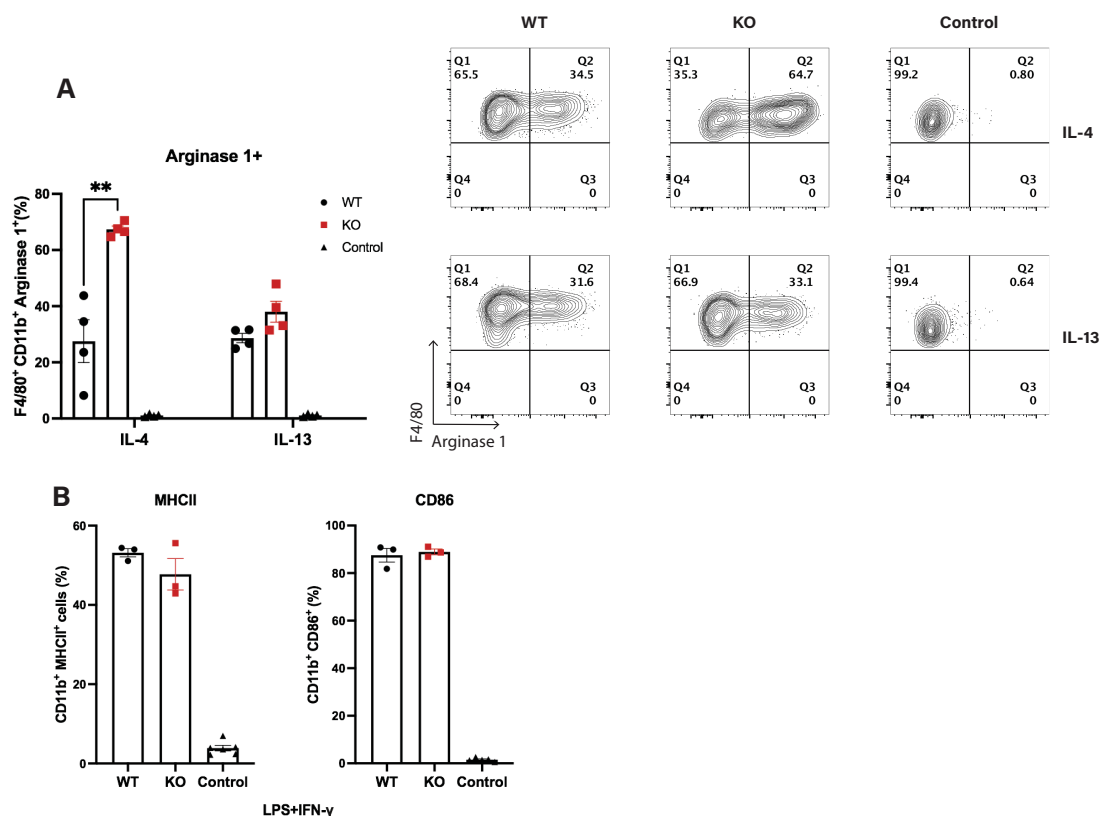 A
Arginase 1+
F4/80+ CD11b+ Arginase 1+(%)
80
60
40
20
0
**
IL-4
IL-13
WT
KO
Control
WT
KO
Control
Q1
65.5
Q2
34.5
Q4
0
Q3
0
Q1
35.3
Q2
64.7
Q4
0
Q3
0
Q1
99.2
Q2
0.80
Q4
0
Q3
0
IL-4
Q1
68.4
Q2
31.6
Q4
0
Q3
0
Q1
66.9
Q2
33.1
Q4
0
Q3
0
Q1
99.4
Q2
0.64
Q4
0
Q3
0
IL-13
F4/80
Arginase 1
B
MHCII
CD11b+ MHCII+ cells (%)
60
40
20
0
WT
KO
Control
CD86
CD11b+ CD86+ (%)
100
80
60
40
20
0
WT
KO
Control
LPS+IFN-γ